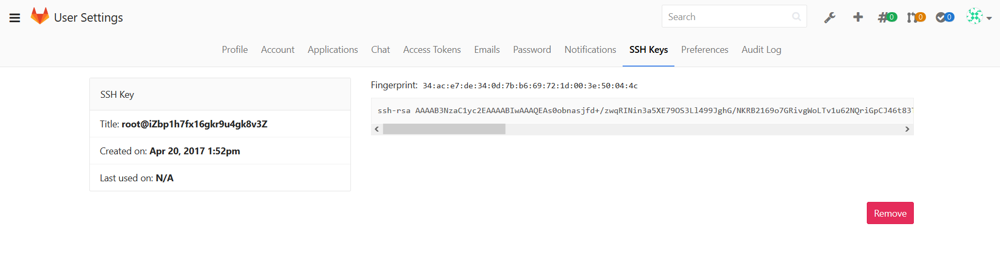 User Settings
Search
0
0
0
Profile Account Applications Chat Access Tokens Emails Password Notifications SSH Keys Preferences Audit Log
SSH Key
Title: root@iZbp1h7fx16gkr9u4gk8v3Z
Created on: Apr 20, 2017 1:52pm
Last used on: N/A
Fingerprint: 34:ac:e7:de:34:0d:7b:b6:69:72:1d:00:3e:50:04:4c
ssh-rsa AAAAB3NzaC1yc2EAAAABIwAAAQEAs0obnasjfd+/zwqRINin3a5XE79OS3Ll499JghG/NKRB2169o7GRivgWoLTv1u62NQriGpCJ46t83
Remove